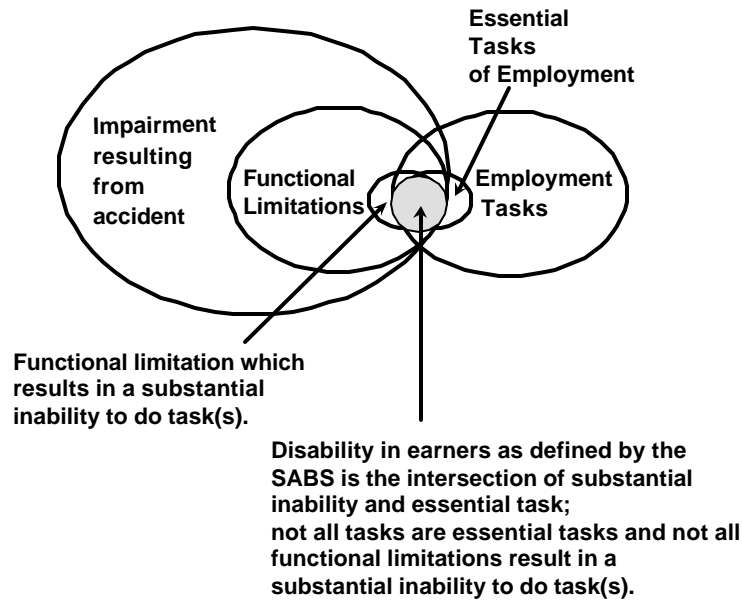 Essential
Tasks
of Employment
Impairment
resulting
from
accident
Functional
Limitations
Employment
Tasks
Functional limitation which
results in a substantial
inability to do task(s).
Disability in earners as defined by the
SABS is the intersection of substantial
inability and essential task;
not all tasks are essential tasks and not all
functional limitations result in a
substantial inability to do task(s).